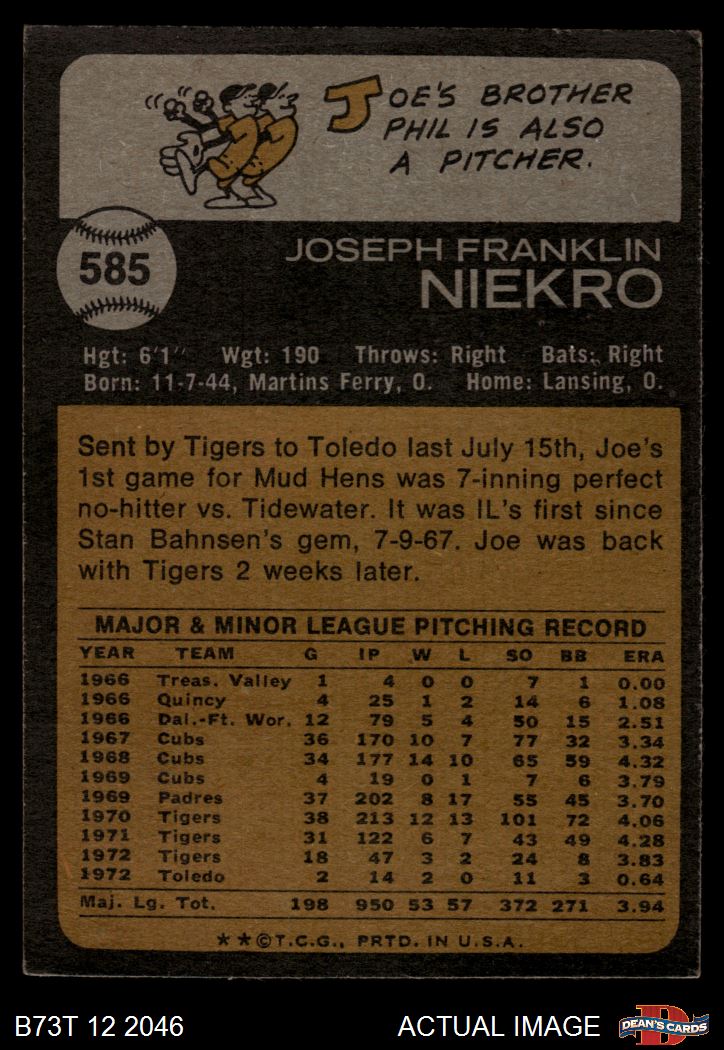 JOE'S BROTHER
PHIL IS ALSO
A PITCHER.
585
JOSEPH FRANKLIN
NIEKRO
Hgt: 6'1" Wgt: 190 Throws: Right Bats: Right
Born: 11-7-44, Martins Ferry, O. Home: Lansing, O.
Sent by Tigers to Toledo last July 15th, Joe's
1st game for Mud Hens was 7-inning perfect
no-hitter vs. Tidewater. It was IL's first since
Stan Bahnsen's gem, 7-9-67. Joe was back
with Tigers 2 weeks later.
MAJOR & MINOR LEAGUE PITCHING RECORD
YEAR TEAM G IP W L SO BB ERA
1966 Treas. Valley 1 4 0 0 7 1 0.00
1966 Quincy 4 25 1 2 14 6 1.08
1966 Dal.-Ft. Wor. 12 79 5 4 50 15 2.51
1967 Cubs 36 170 10 7 77 32 3.34
1968 Cubs 34 177 14 10 65 59 4.32
1969 Cubs 4 19 0 1 7 6 3.79
1969 Padres 37 202 8 17 55 45 3.70
1970 Tigers 38 213 12 13 101 72 4.06
1971 Tigers 31 122 6 7 43 49 4.28
1972 Tigers 18 47 3 2 24 8 3.83
1972 Toledo 2 14 2 0 11 3 0.64
Maj. Lg. Tot. 198 950 53 57 372 271 3.94
★★©T.C.G., PRTD. IN U.S.A.
B73T 12 2046 ACTUAL IMAGE DEAN'S CARDS